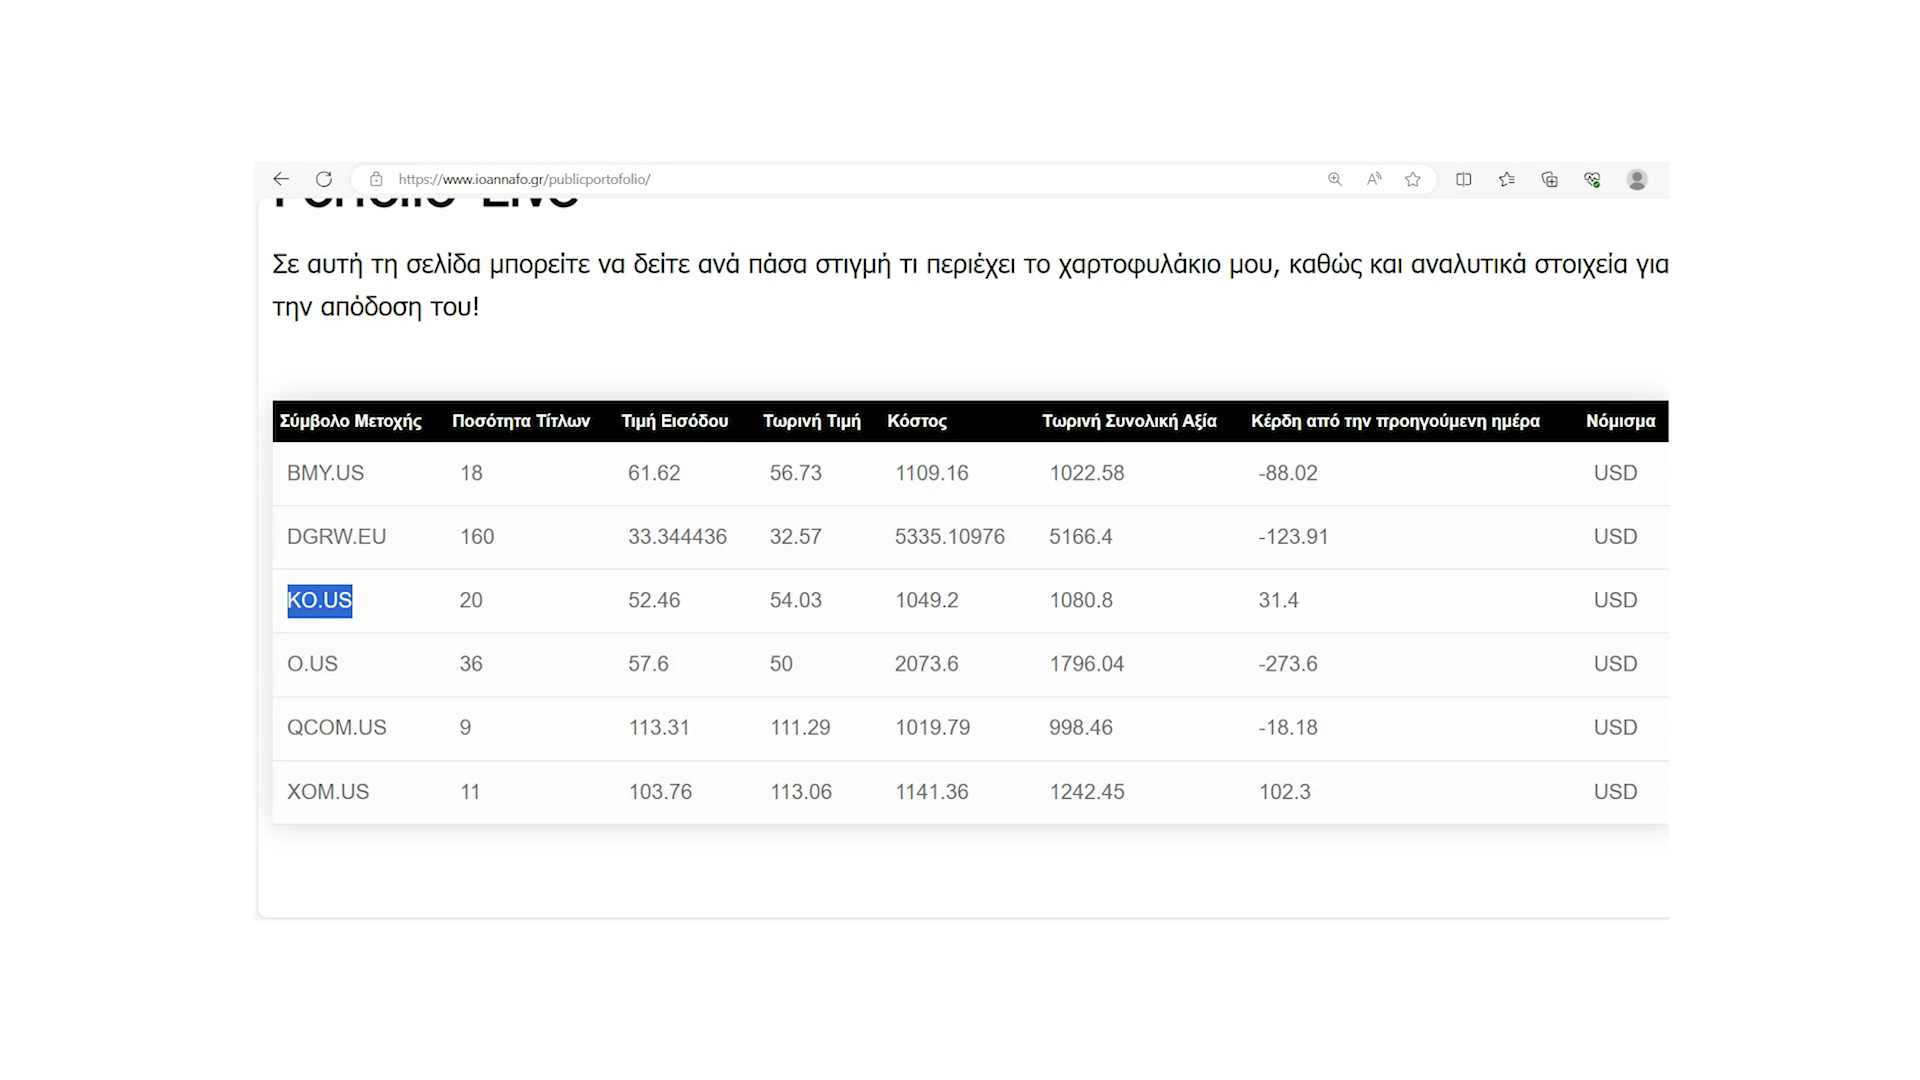 https://www.ioannafo.gr/publicportofolio/
Portfolio Live
Σε αυτή τη σελίδα μπορείτε να δείτε ανά πάσα στιγμή τι περιέχει το χαρτοφυλάκιο μου, καθώς και αναλυτικά στοιχεία για
την απόδοση του!
Σύμβολο Μετοχής Ποσότητα Τίτλων Τιμή Εισόδου Τωρινή Τιμή Κόστος Τωρινή Συνολική Αξία Κέρδη από την προηγούμενη ημέρα Νόμισμα
BMY.US 18 61.62 56.73 1109.16 1022.58 -88.02 USD
DGRW.EU 160 33.344436 32.57 5335.10976 5166.4 -123.91 USD
KO.US 20 52.46 54.03 1049.2 1080.8 31.4 USD
O.US 36 57.6 50 2073.6 1796.04 -273.6 USD
QCOM.US 9 113.31 111.29 1019.79 998.46 -18.18 USD
XOM.US 11 103.76 113.06 1141.36 1242.45 102.3 USD